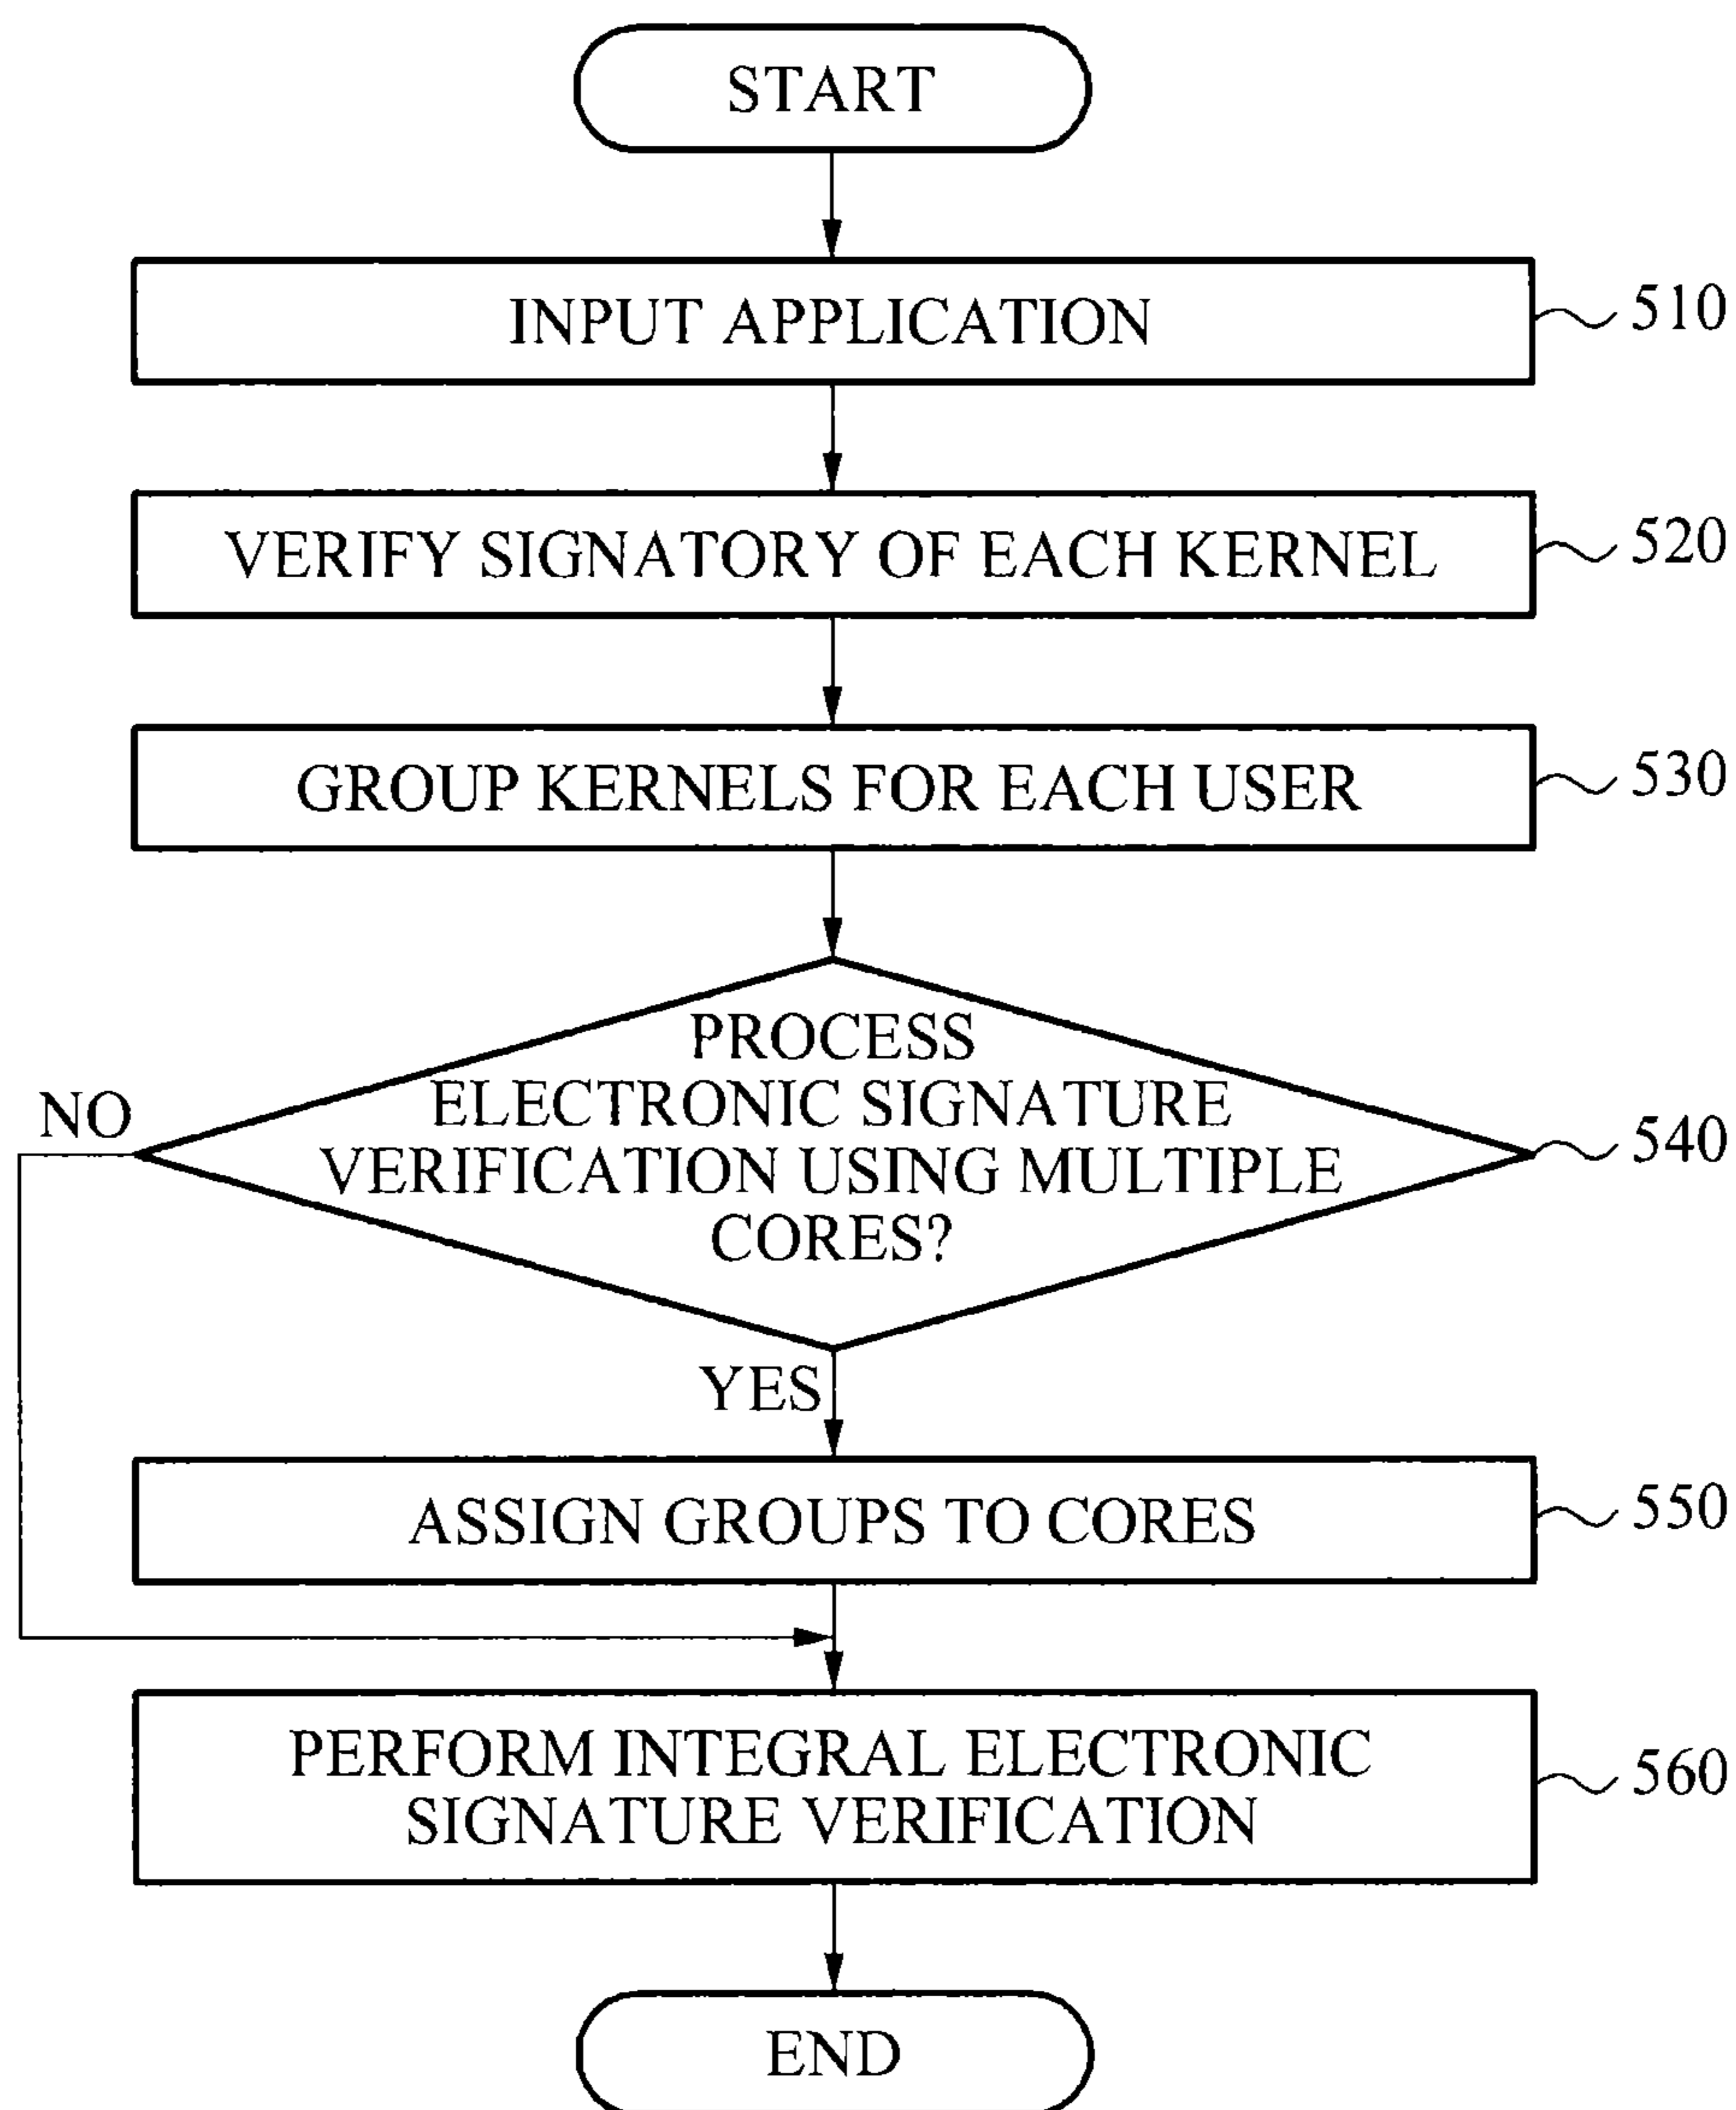 START
INPUT APPLICATION
510
VERIFY SIGNATORY OF EACH KERNEL
520
GROUP KERNELS FOR EACH USER
530
PROCESS
ELECTRONIC SIGNATURE
VERIFICATION USING MULTIPLE
CORES?
540
NO
YES
ASSIGN GROUPS TO CORES
550
PERFORM INTEGRAL ELECTRONIC
SIGNATURE VERIFICATION
560
END